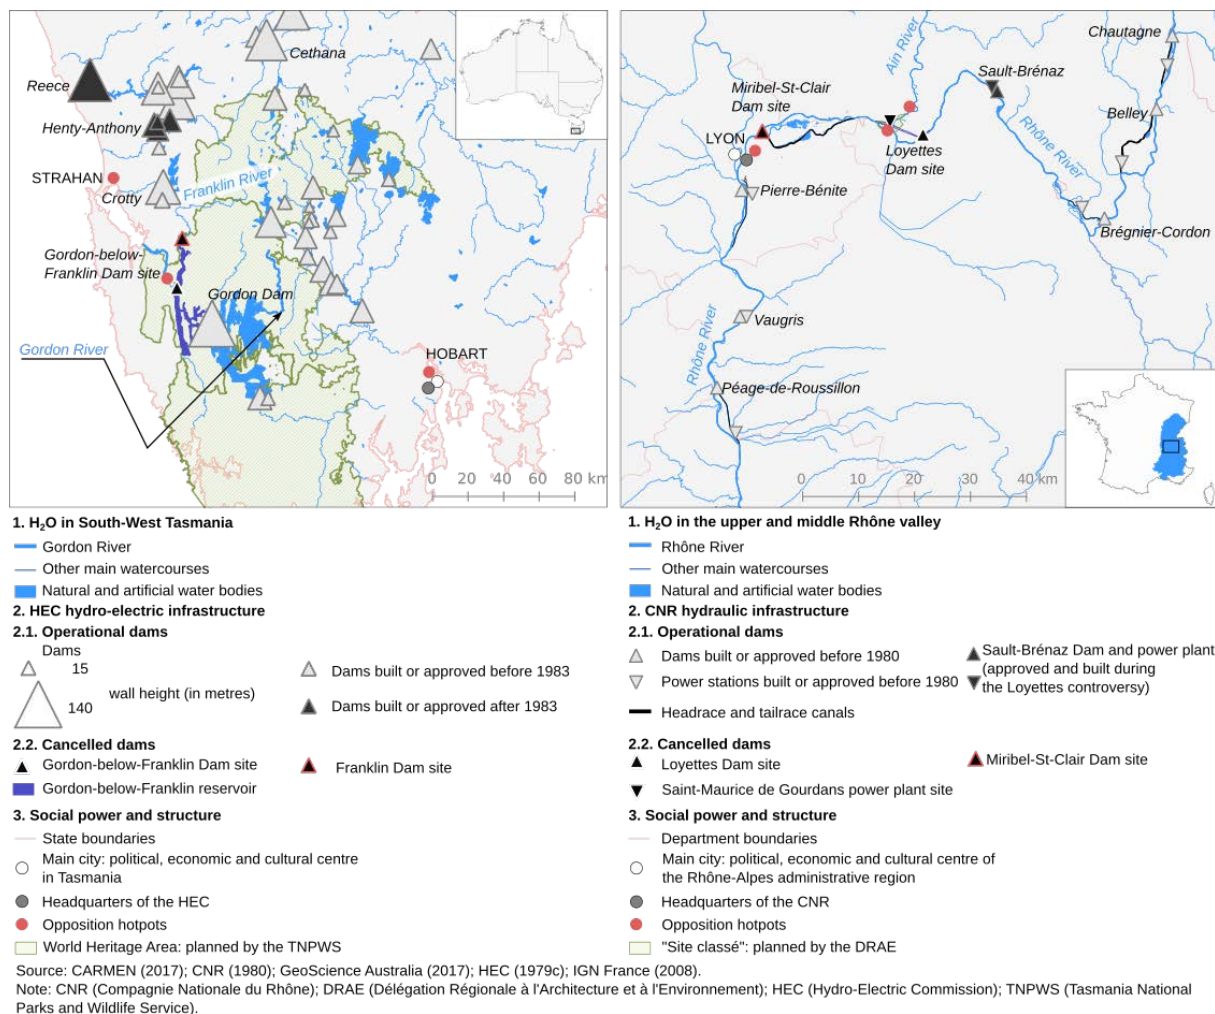 Cethana
Reece
Henty-Anthony
STRAHAN
Franklin River
Crotty
Gordon-below-
Franklin Dam site
Gordon Dam
Gordon River
HOBART
0 20 40 60 80 km
Chautagne
Ain River
Sault-Brénaz
Miribel-St-Clair
Dam site
Belley
LYON
Rhône River
Loyettes
Dam site
Pierre-Bénite
Brégnier-Cordon
Rhône River
Vaugris
Péage-de-Roussillon
0 10 20 30 40 km
1. H₂O in South-West Tasmania
Gordon River
Other main watercourses
Natural and artificial water bodies
2. HEC hydro-electric infrastructure
2.1. Operational dams
Dams
15
wall height (in metres)
140
Dams built or approved before 1983
Dams built or approved after 1983
2.2. Cancelled dams
Gordon-below-Franklin Dam site
Franklin Dam site
Gordon-below-Franklin reservoir
3. Social power and structure
State boundaries
Main city: political, economic and cultural centre
in Tasmania
Headquarters of the HEC
Opposition hotpots
World Heritage Area: planned by the TNPWS
1. H₂O in the upper and middle Rhône valley
Rhône River
Other main watercourses
Natural and artificial water bodies
2. CNR hydraulic infrastructure
2.1. Operational dams
Dams built or approved before 1980
Power stations built or approved before 1980
Headrace and tailrace canals
Sault-Brénaz Dam and power plant
(approved and built during
the Loyettes controversy)
2.2. Cancelled dams
Loyettes Dam site
Miribel-St-Clair Dam site
Saint-Maurice de Gourdans power plant site
3. Social power and structure
Department boundaries
Main city: political, economic and cultural centre of
the Rhône-Alpes administrative region
Headquarters of the CNR
Opposition hotpots
"Site classé": planned by the DRAE
Source: CARMEN (2017); CNR (1980); GeoScience Australia (2017); HEC (1979c); IGN France (2008).
Note: CNR (Compagnie Nationale du Rhône); DRAE (Délégation Régionale à l'Architecture et à l'Environnement); HEC (Hydro-Electric Commission); TNPWS (Tasmania National
Parks and Wildlife Service).